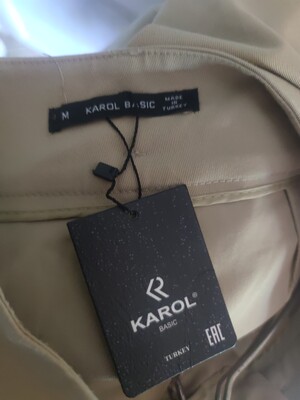 M KAROL BASIC MADE IN TURKEY
KAROL®
BASIC
TURKEY
EAC